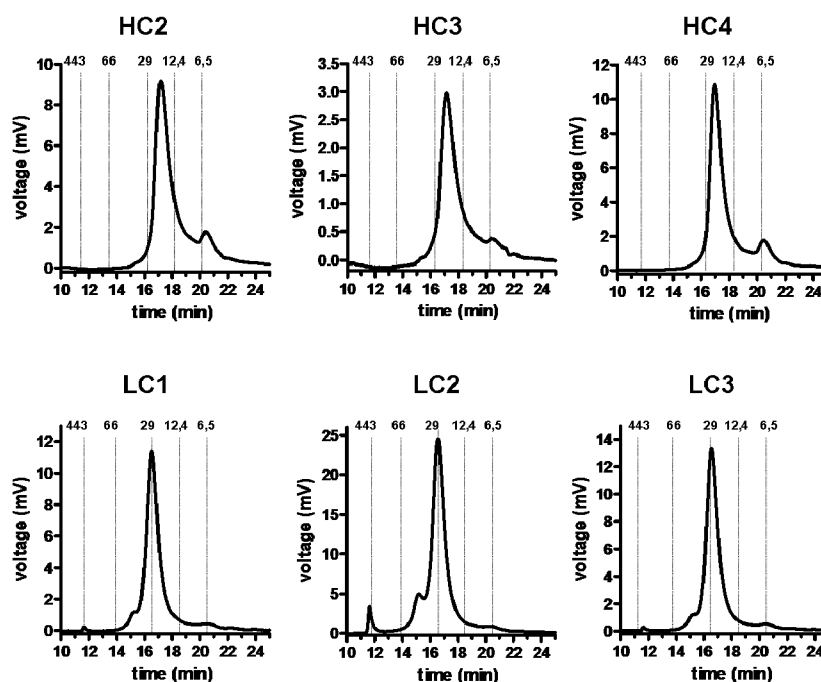 HC2
443 66 29 12,4 6,5
10
8
6
4
2
0
voltage (mV)
10 12 14 16 18 20 22 24
time (min)
HC3
443 66 29 12,4 6,5
3.5
3.0
2.5
2.0
1.5
1.0
0.5
0.0
voltage (mV)
10 12 14 16 18 20 22 24
time (min)
HC4
443 66 29 12,4 6,5
12
10
8
6
4
2
0
voltage (mV)
10 12 14 16 18 20 22 24
time (min)
LC1
443 66 29 12,4 6,5
12
10
8
6
4
2
0
voltage (mV)
10 12 14 16 18 20 22 24
time (min)
LC2
443 66 29 12,4 6,5
25
20
15
10
5
0
voltage (mV)
10 12 14 16 18 20 22 24
time (min)
LC3
443 66 29 12,4 6,5
14
12
10
8
6
4
2
0
voltage (mV)
10 12 14 16 18 20 22 24
time (min)